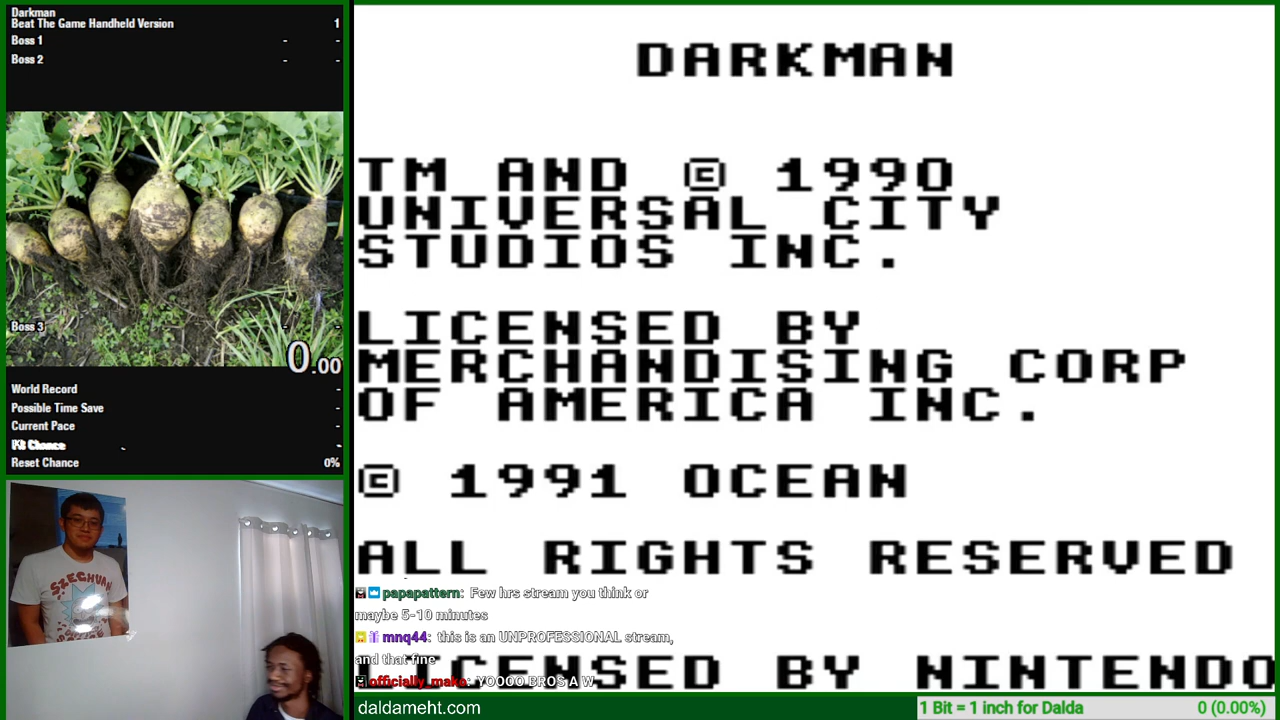 Darkman
Beat The Game Handheld Version 1
Boss 1 - -
Boss 2 - -
Boss 3 - -
0.00
World Record -
Possible Time Save -
Current Pace -
- -
Reset Chance 0%
SZECHUAN
DARKMAN
TM AND © 1990
UNIVERSAL CITY
STUDIOS INC.
LICENSED BY
MERCHANDISING CORP
OF AMERICA INC.
© 1991 OCEAN
ALL RIGHTS RESERVED
papapattern: Few hrs stream you think or
maybe 5-10 minutes
mnq44: this is an UNPROFESSIONAL stream,
and that fine
LICENSED BY NINTENDO
officially_mako: YOOOO BROS A W
daldameht.com
1 Bit = 1 inch for Dalda 0 (0.00%)